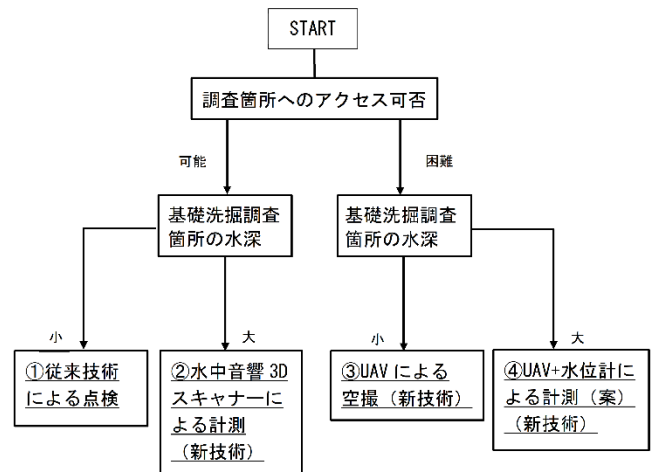 START
調査箇所へのアクセス可否
可能
困難
基礎洗掘調査
箇所の水深
基礎洗掘調査
箇所の水深
小
大
小
大
①従来技術
による点検
②水中音響 3D
スキャナーに
よる計測
(新技術)
③UAV による
空撮(新技術)
④UAV+水位計に
よる計測(案)
(新技術)